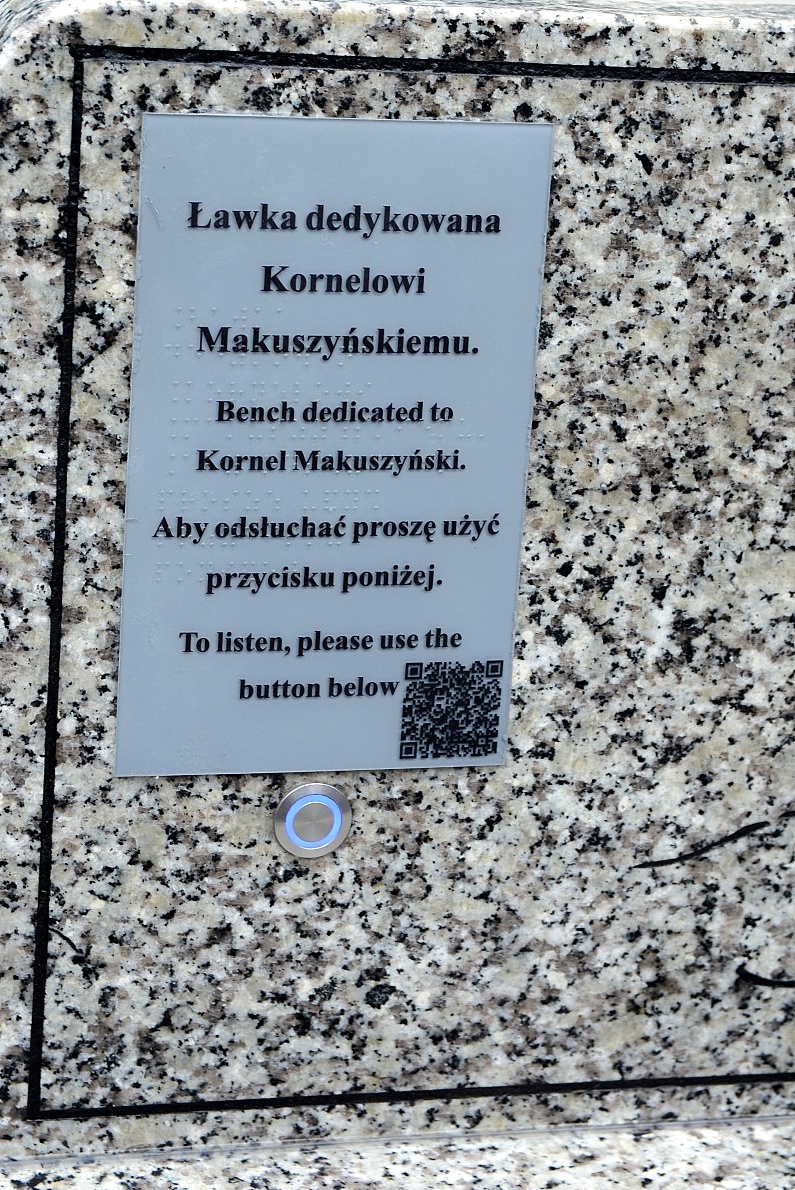 Ławka dedykowana
Kornelowi
Makuszyńskiemu.
Bench dedicated to
Kornel Makuszyński.
Aby odsłuchać proszę użyć
przycisku poniżej.
To listen, please use the
button below